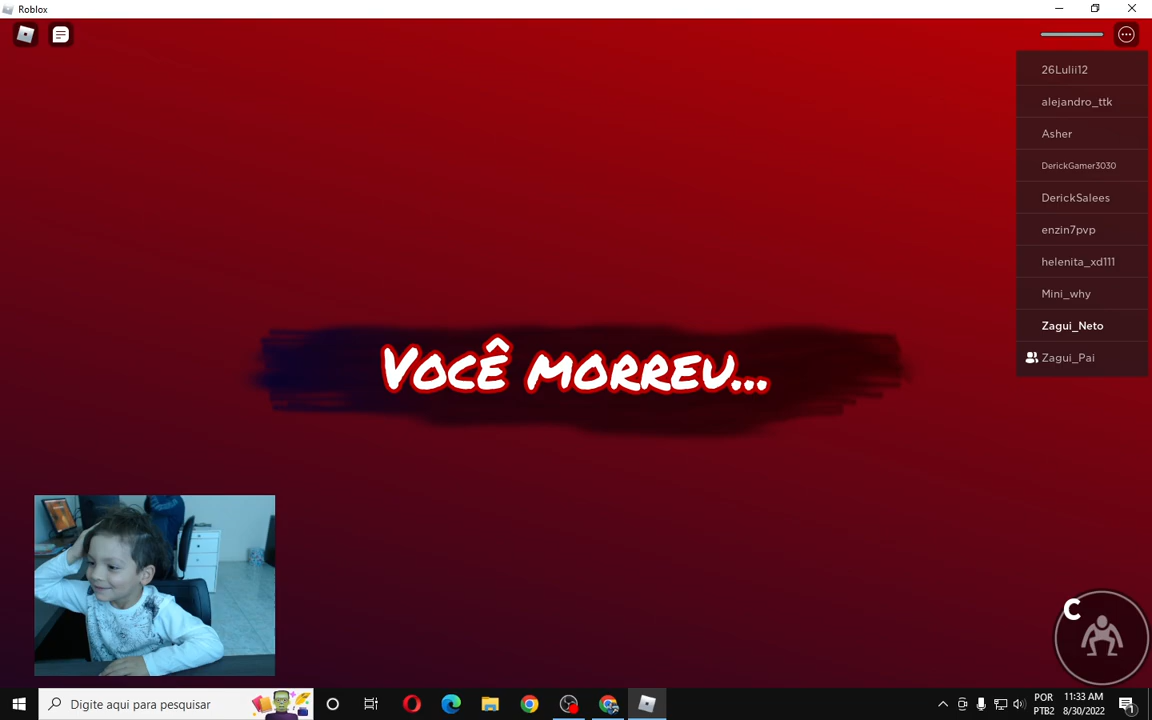 Roblox
26Lulii12
alejandro_ttk
Asher
DerickGamer3030
DerickSalees
enzin7pvp
helenita_xd111
Mini_why
Zagui_Neto
Zagui_Pai
Você morreu...
C
Digite aqui para pesquisar
POR
PTB2
11:33 AM
8/30/2022
1